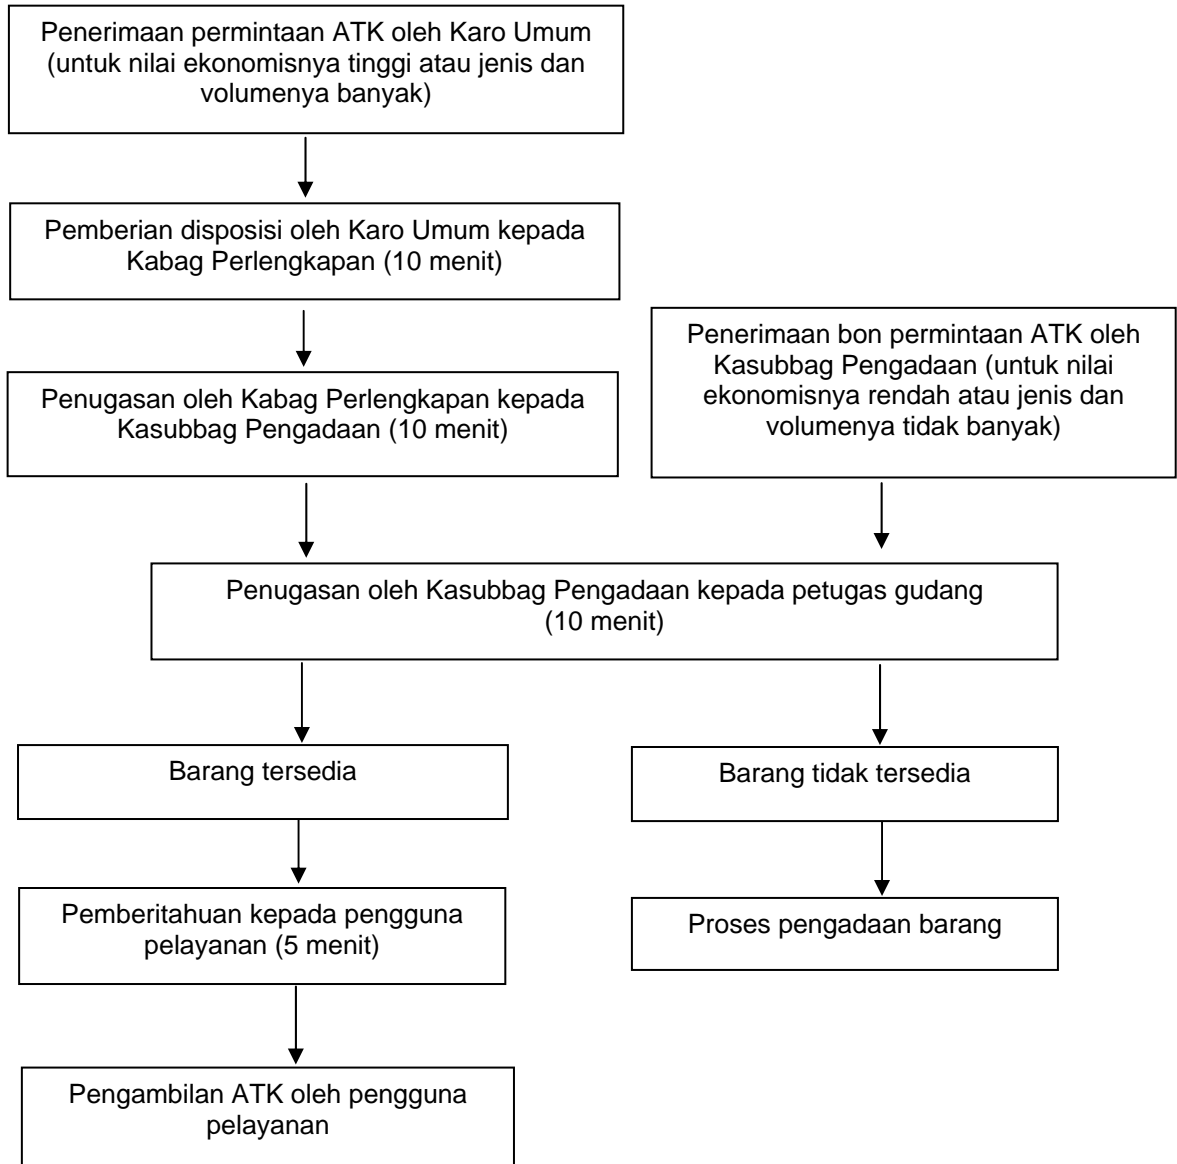 Penerimaan permintaan ATK oleh Karo Umum
(untuk nilai ekonomisnya tinggi atau jenis dan
volumenya banyak)
Pemberian disposisi oleh Karo Umum kepada
Kabag Perlengkapan (10 menit)
Penugasan oleh Kabag Perlengkapan kepada
Kasubbag Pengadaan (10 menit)
Penerimaan bon permintaan ATK oleh
Kasubbag Pengadaan (untuk nilai
ekonomisnya rendah atau jenis dan
volumenya tidak banyak)
Penugasan oleh Kasubbag Pengadaan kepada petugas gudang
(10 menit)
Barang tersedia
Barang tidak tersedia
Pemberitahuan kepada pengguna
pelayanan (5 menit)
Proses pengadaan barang
Pengambilan ATK oleh pengguna
pelayanan